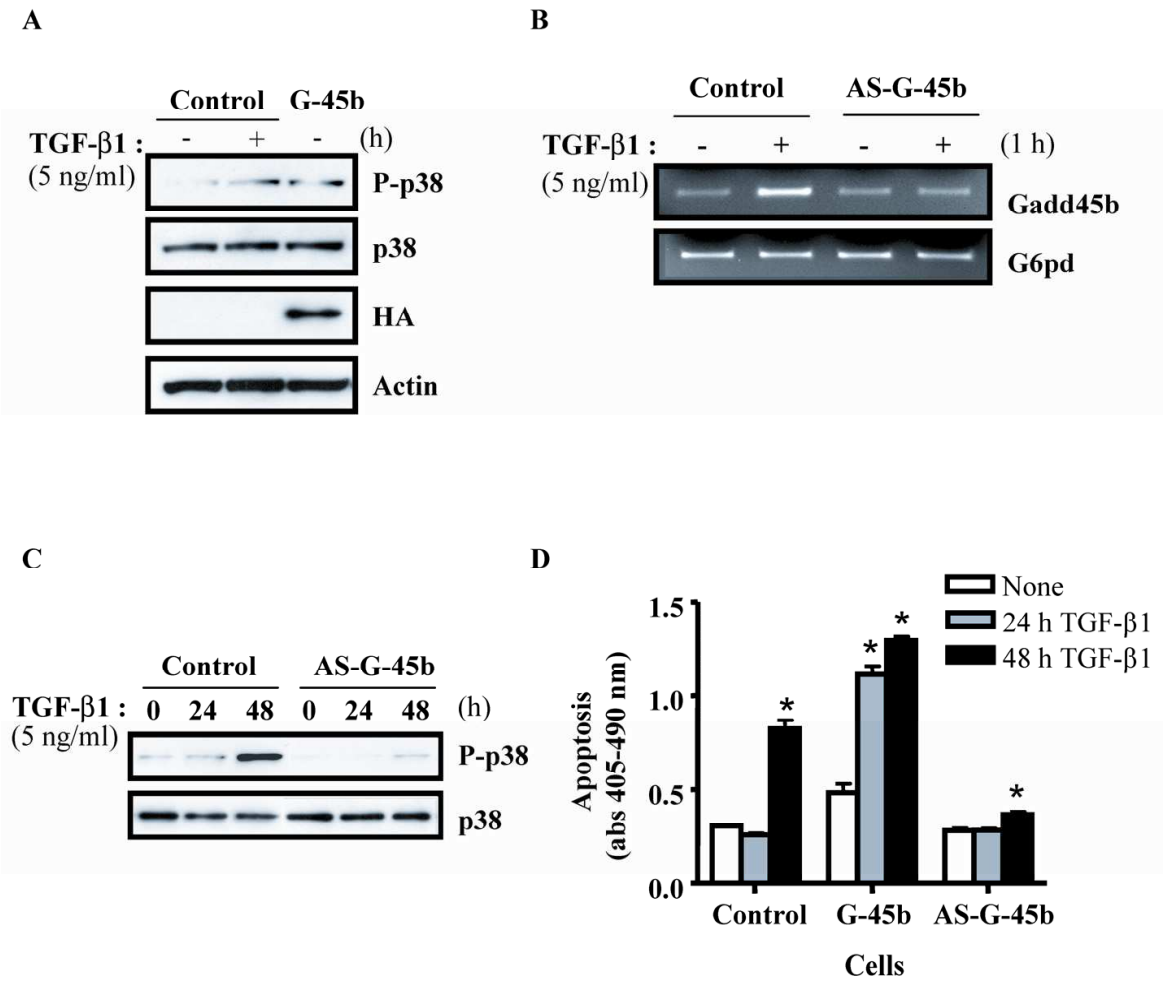 A
Control G-45b
TGF-β1 : - + - (h)
(5 ng/ml)
P-p38
p38
HA
Actin
B
Control AS-G-45b
TGF-β1 : - + - + (1 h)
(5 ng/ml)
Gadd45b
G6pd
C
Control AS-G-45b
TGF-β1 : 0 24 48 0 24 48 (h)
(5 ng/ml)
P-p38
p38
D
None
24 h TGF-β1
48 h TGF-β1
Apoptosis
(abs 405-490 nm)
1.5
1.0
0.5
0.0
* * * *
Control G-45b AS-G-45b
Cells